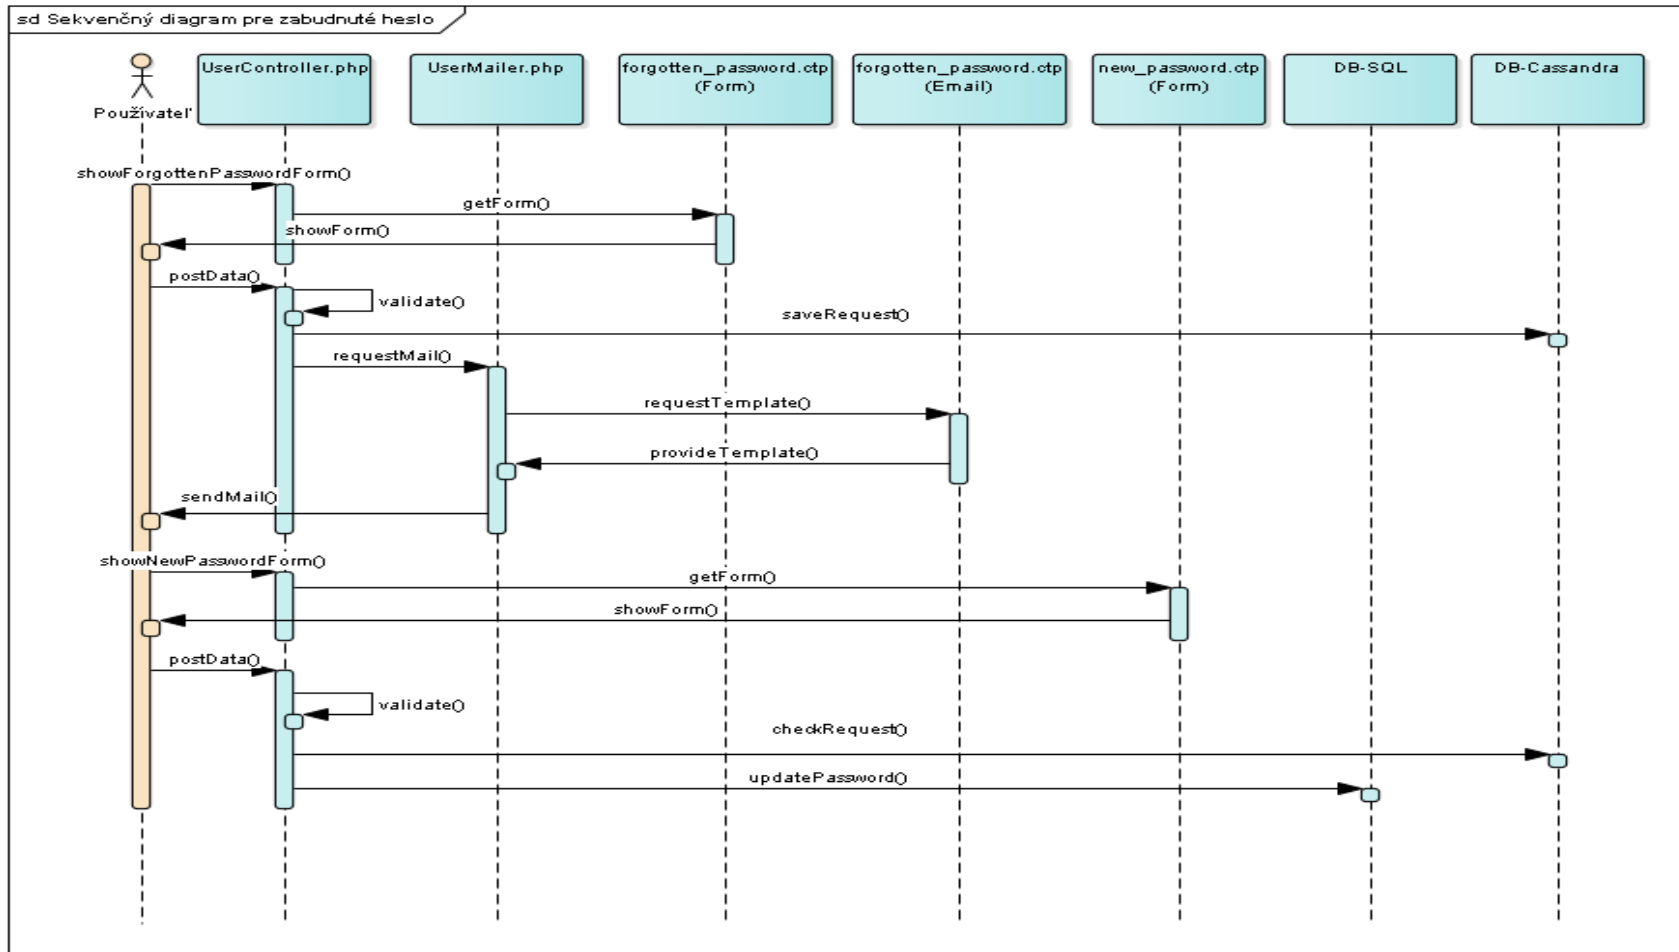 sd Sekvenčný diagram pre zabudnuté heslo
Používateľ
UserController.php
UserMailer.php
forgotten_password.ctp
(Form)
forgotten_password.ctp
(Email)
new_password.ctp
(Form)
DB-SQL
DB-Cassandra
showForgottenPasswordForm()
getForm()
showForm()
postData()
validate()
saveRequest()
requestMail()
requestTemplate()
provideTemplate()
sendMail()
showNewPasswordForm()
getForm()
showForm()
postData()
validate()
checkRequest()
updatePassword()